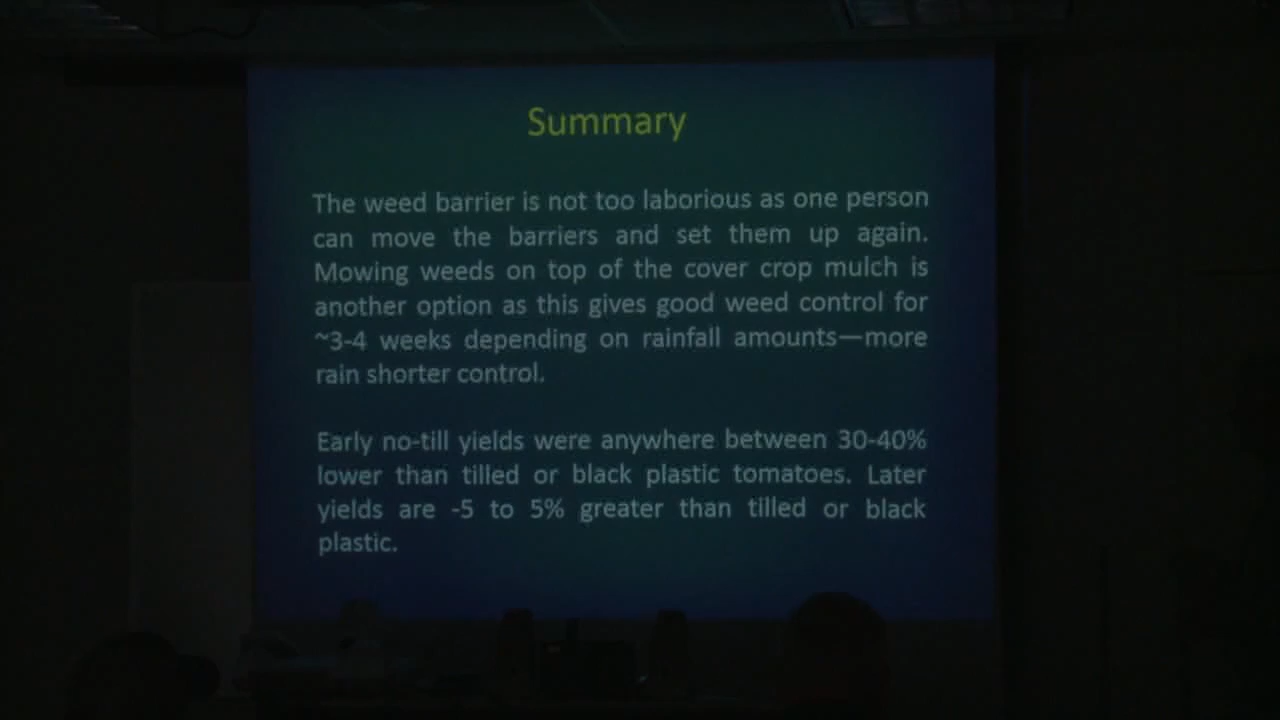 Summary
The weed barrier is not too laborious as one person
can move the barriers and set them up again.
Mowing weeds on top of the cover crop mulch is
another option as this gives good weed control for
~3-4 weeks depending on rainfall amounts—more
rain shorter control.
Early no-till yields were anywhere between 30-40%
lower than tilled or black plastic tomatoes. Later
yields are -5 to 5% greater than tilled or black
plastic.